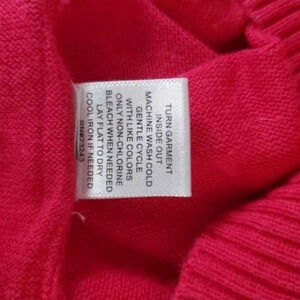 TURN GARMENT
INSIDE OUT
MACHINE WASH COLD
GENTLE CYCLE
WITH LIKE COLORS
ONLY NON-CHLORINE
BLEACH WHEN NEEDED
LAY FLAT TO DRY
COOL IRON IF NEEDED